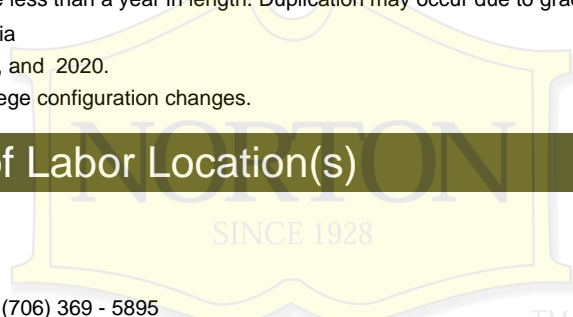 less than a year in length. Duplication may occur due to grad
ia
, and 2020.
ege configuration changes.
of Labor Location(s)
NORTON
SINCE 1928
(706) 369 - 5895
TM